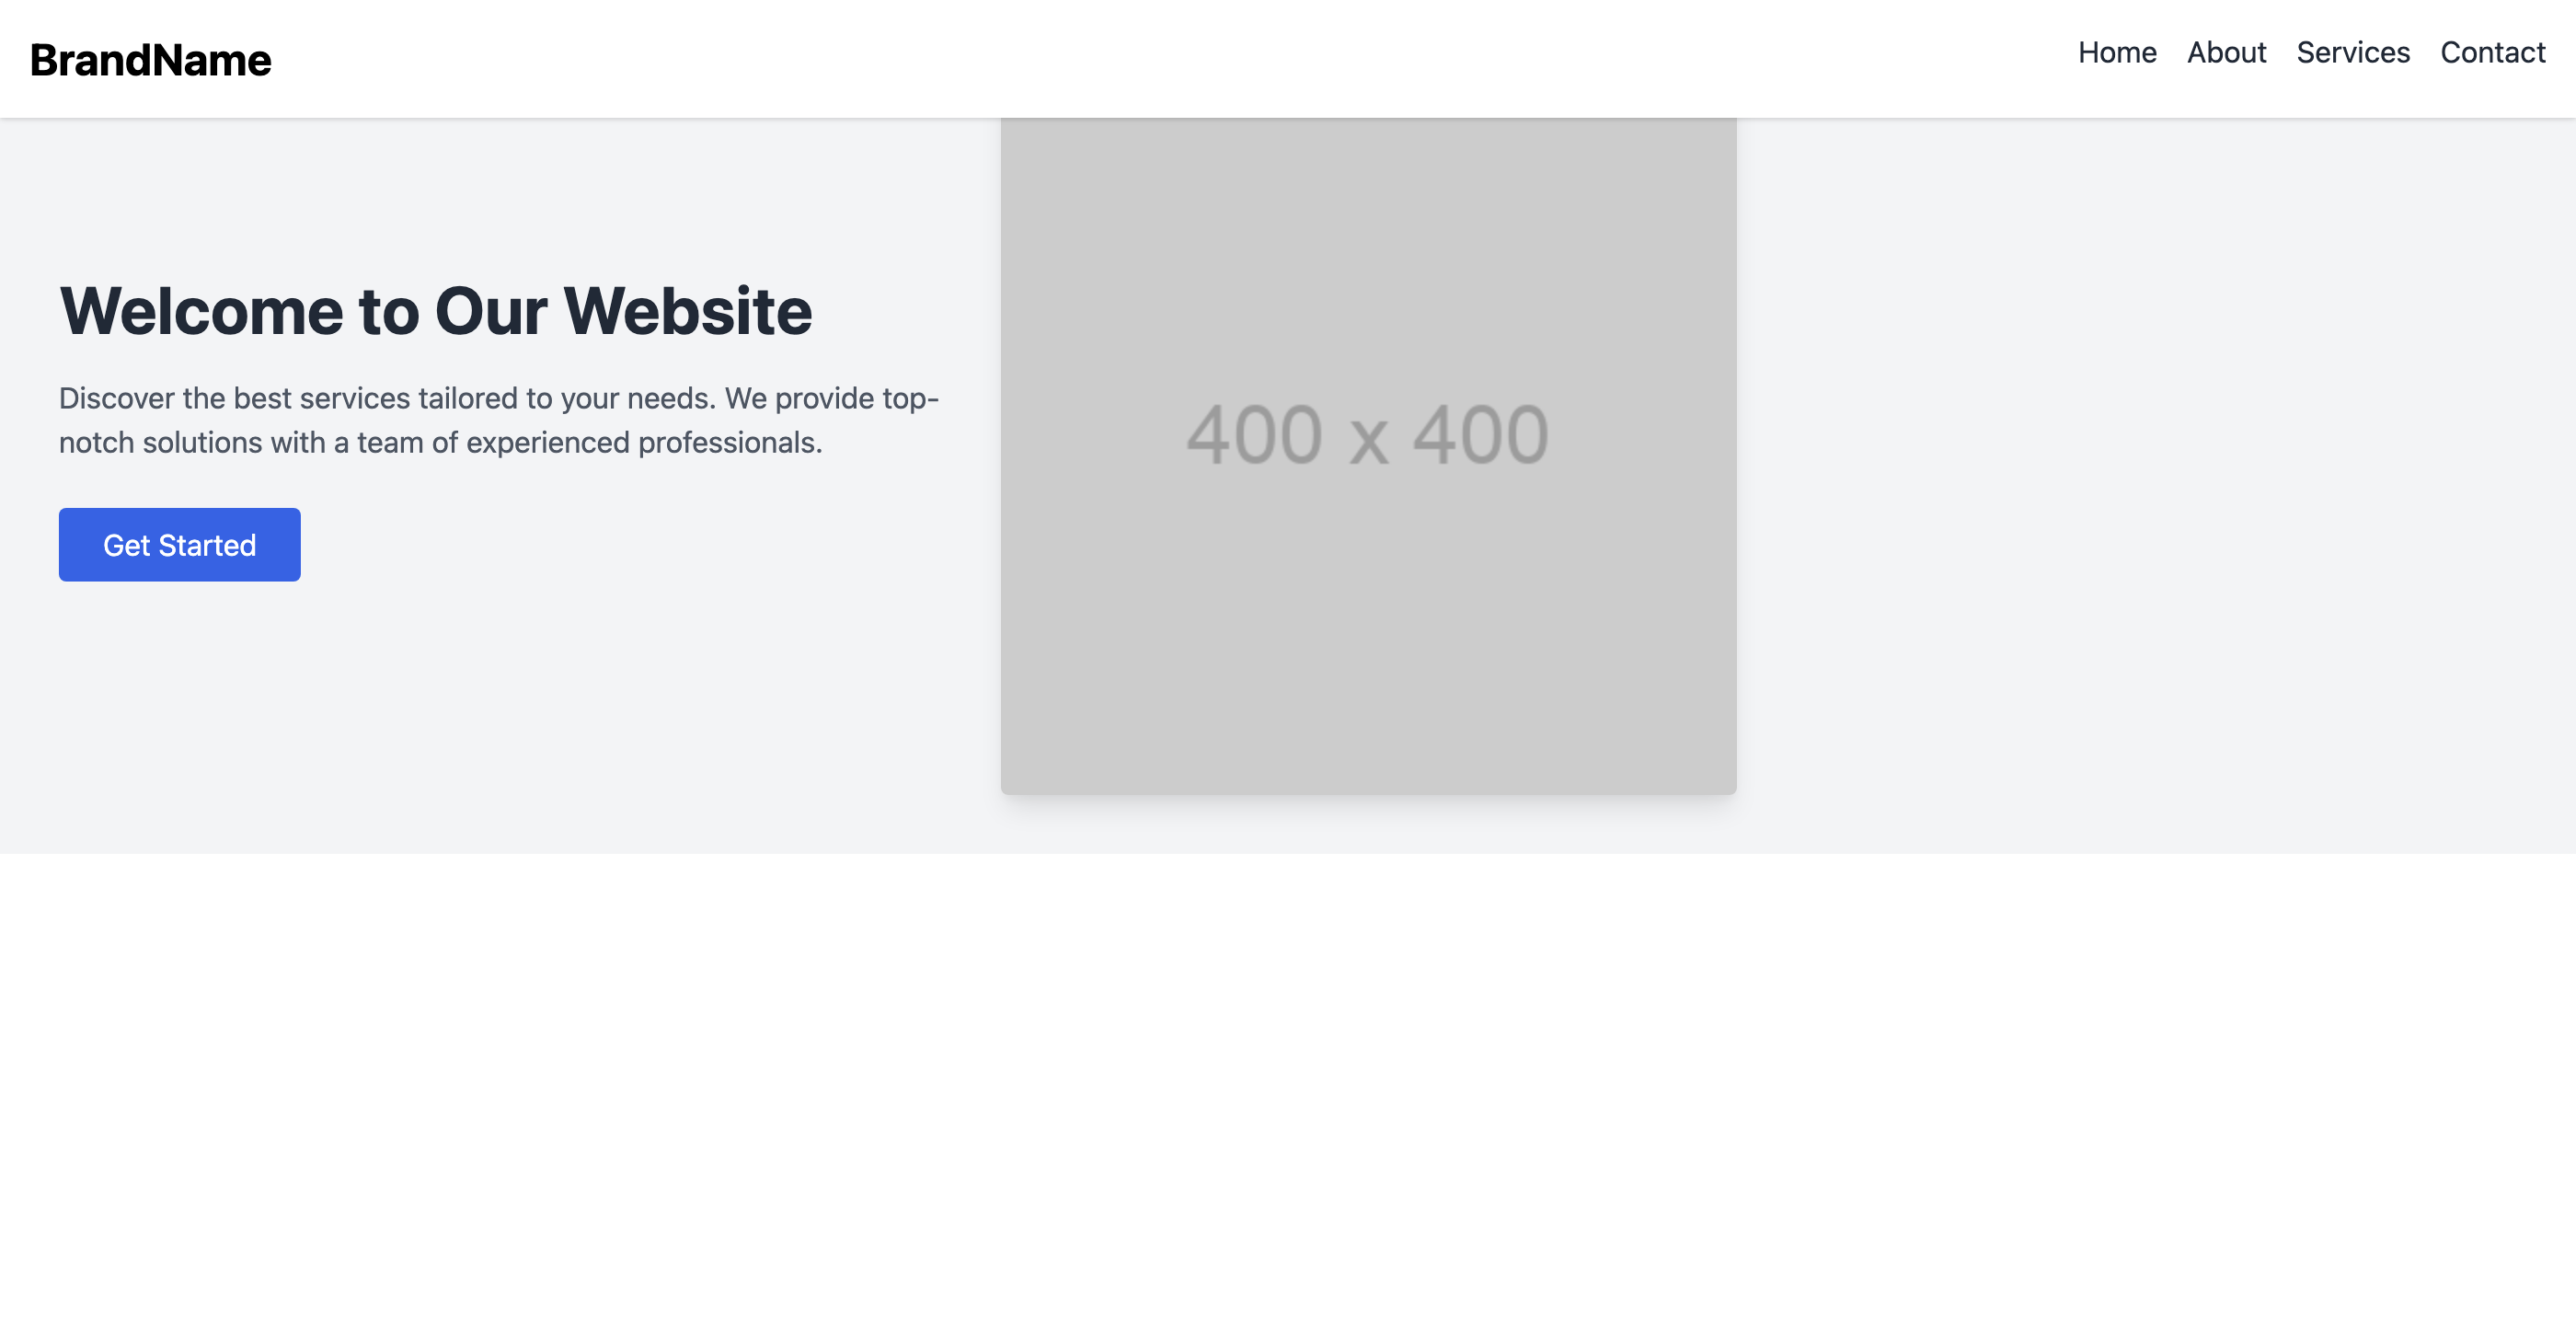 BrandName
Home About Services Contact
Welcome to Our Website
Discover the best services tailored to your needs. We provide top-
notch solutions with a team of experienced professionals.
Get Started
400 x 400